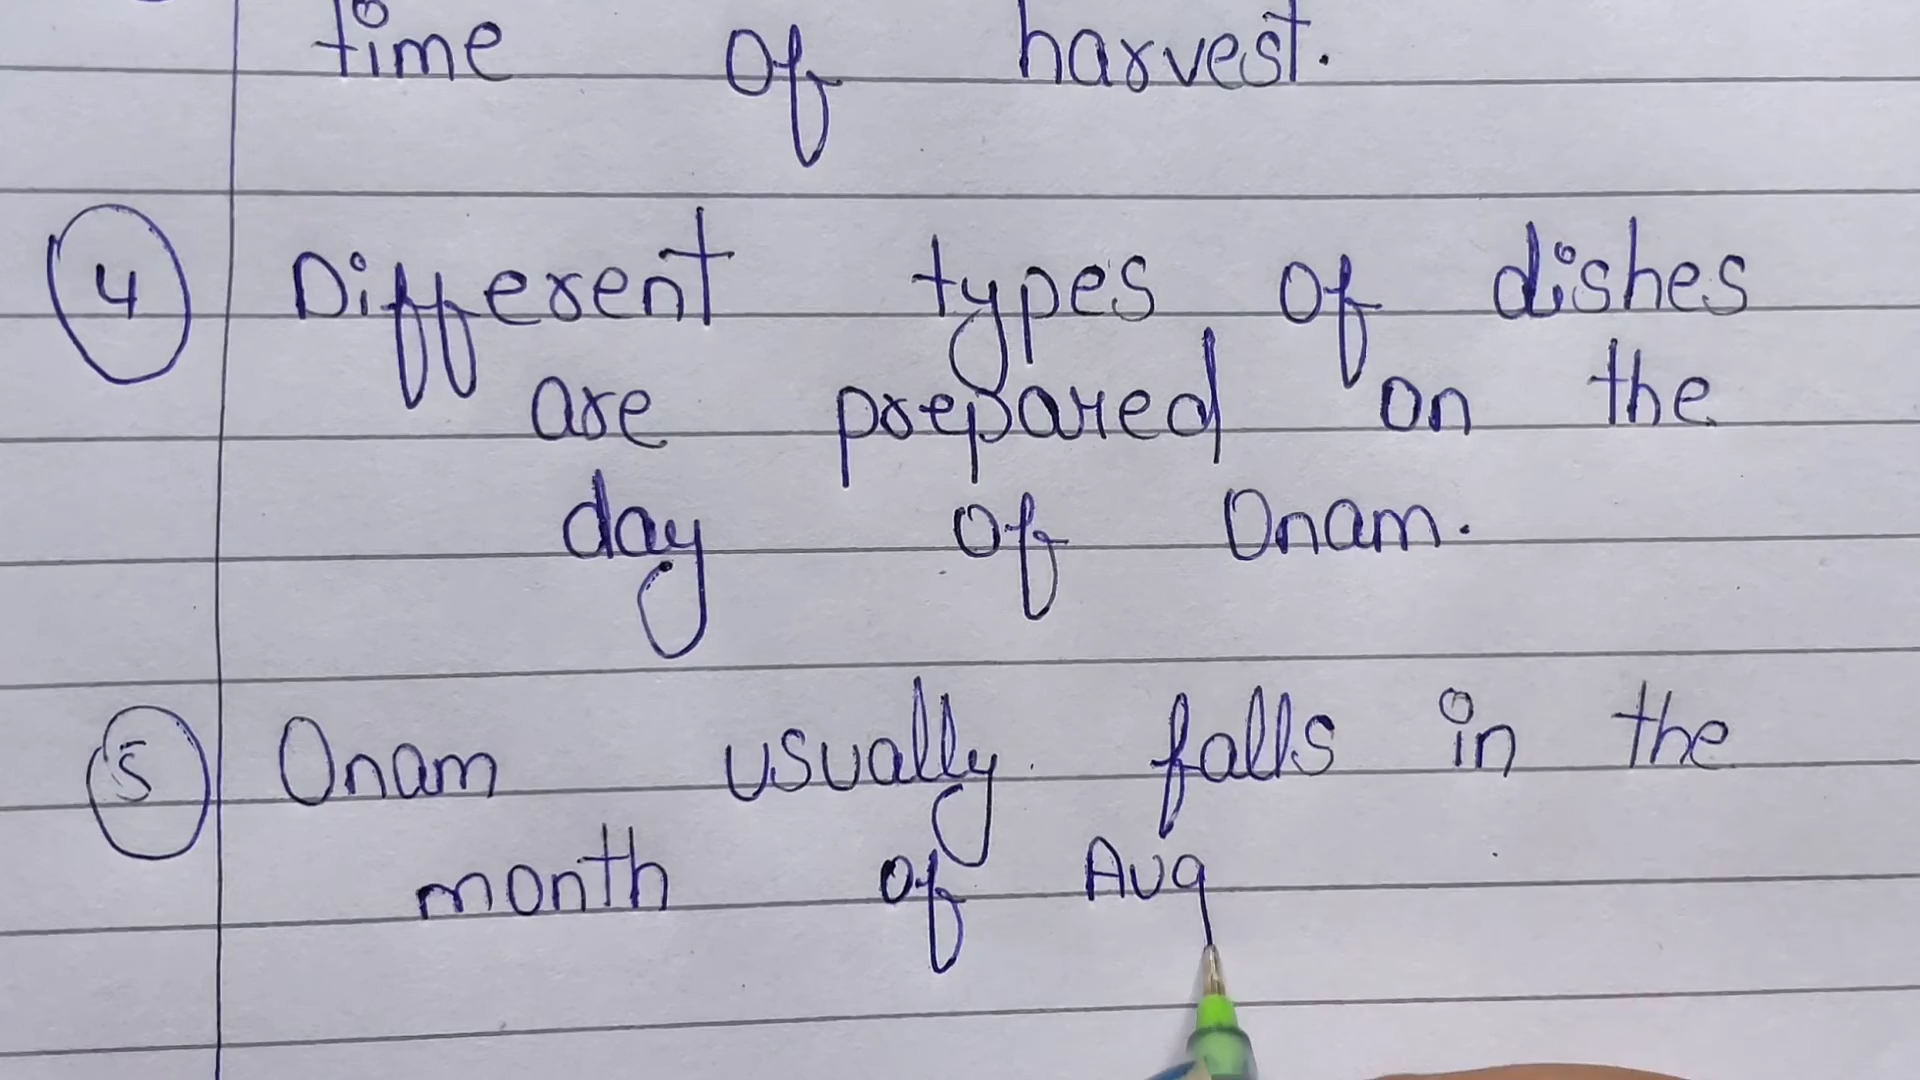 time of harvest.
4 Different types of dishes
are prepared on the
day of Onam.
5 Onam usually falls in the
month of Aug